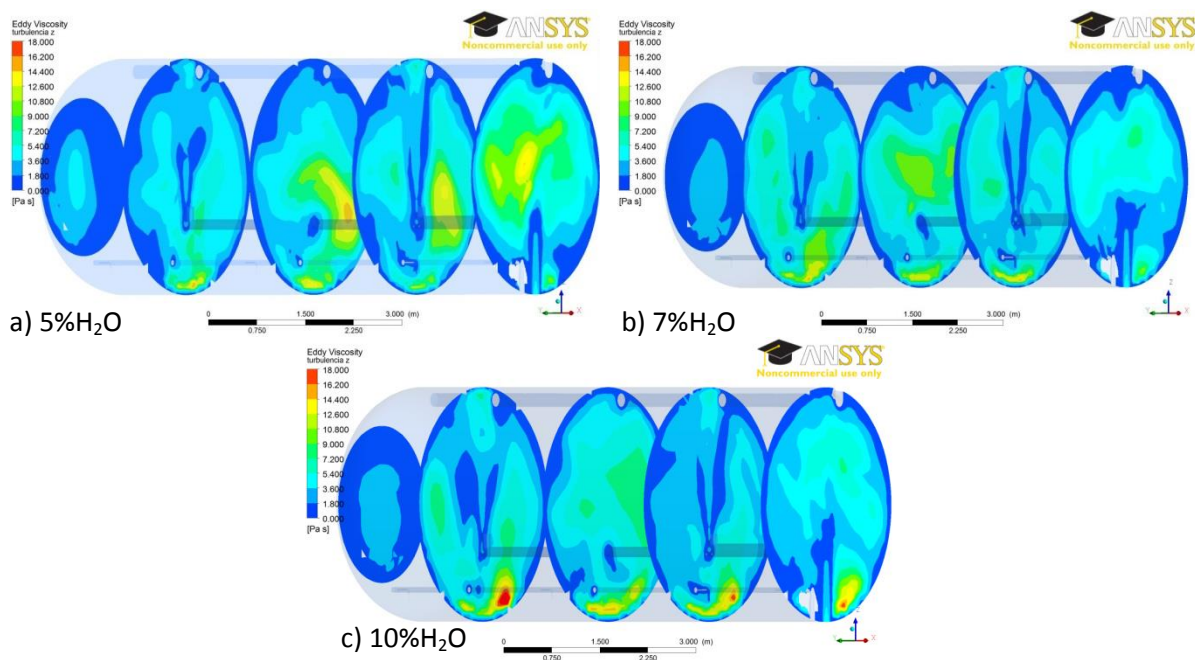 Eddy Viscosity
turbulencia z
18.000
16.200
14.400
12.600
10.800
9.000
7.200
5.400
3.600
1.800
0.000
[Pa s]
ANSYS
Noncommercial use only
0 1.500 3.000 (m)
0.750 2.250
Y X
a) 5%H₂O
Eddy Viscosity
turbulencia z
18.000
16.200
14.400
12.600
10.800
9.000
7.200
5.400
3.600
1.800
0.000
[Pa s]
ANSYS
Noncommercial use only
0 1.500 3.000 (m)
0.750 2.250
Z
Y X
b) 7%H₂O
Eddy Viscosity
turbulencia z
18.000
16.200
14.400
12.600
10.800
9.000
7.200
5.400
3.600
1.800
0.000
[Pa s]
ANSYS
Noncommercial use only
0 1.500 3.000 (m)
0.750 2.250
Y X
c) 10%H₂O